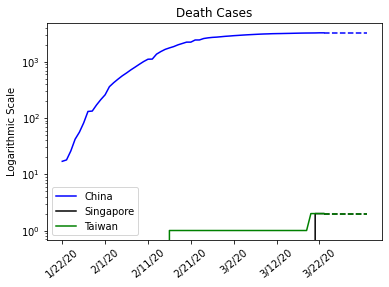 Death Cases
Logarithmic Scale
10³
10²
10¹
10⁰
China
Singapore
Taiwan
1/22/20
2/1/20
2/11/20
2/21/20
3/2/20
3/12/20
3/22/20